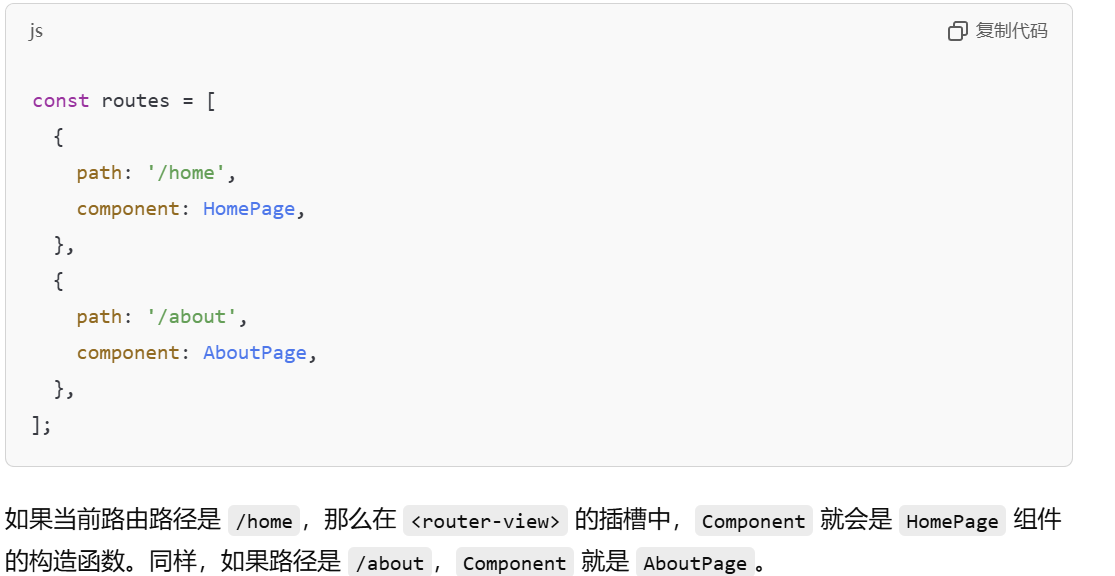 js
复制代码
const routes = [
  {
    path: '/home',
    component: HomePage,
  },
  {
    path: '/about',
    component: AboutPage,
  },
];
如果当前路由路径是 /home，那么在 <router-view> 的插槽中，Component 就会是 HomePage 组件
的构造函数。同样，如果路径是 /about，Component 就是 AboutPage。